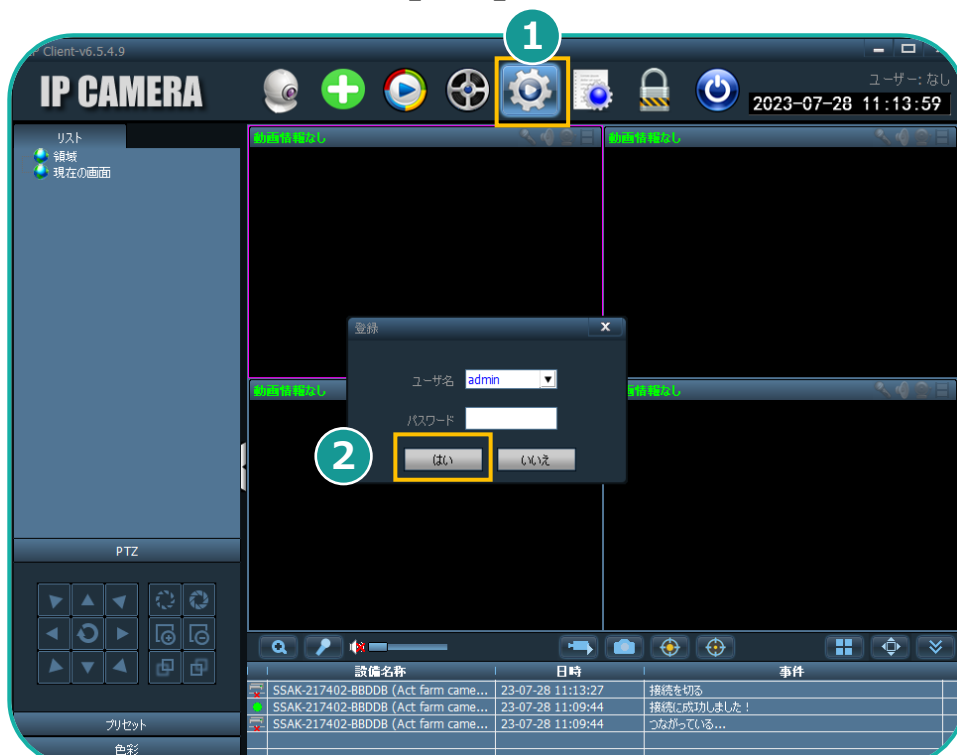 1
IP Client-v6.5.4.9
IP CAMERA
ユーザー: なし
2023-07-28 11:13:59
リスト
領域
現在の画面
動画情報なし
動画情報なし
登録
ユーザ名 admin
パスワード
2
はい いいえ
動画情報なし
動画情報なし
PTZ
プリセット
色彩
設備名称 日時 事件
SSAK-217402-BBDDB (Act farm came... 23-07-28 11:13:27 接続を切る
SSAK-217402-BBDDB (Act farm came... 23-07-28 11:09:44 接続に成功しました!
SSAK-217402-BBDDB (Act farm came... 23-07-28 11:09:44 つながっている...